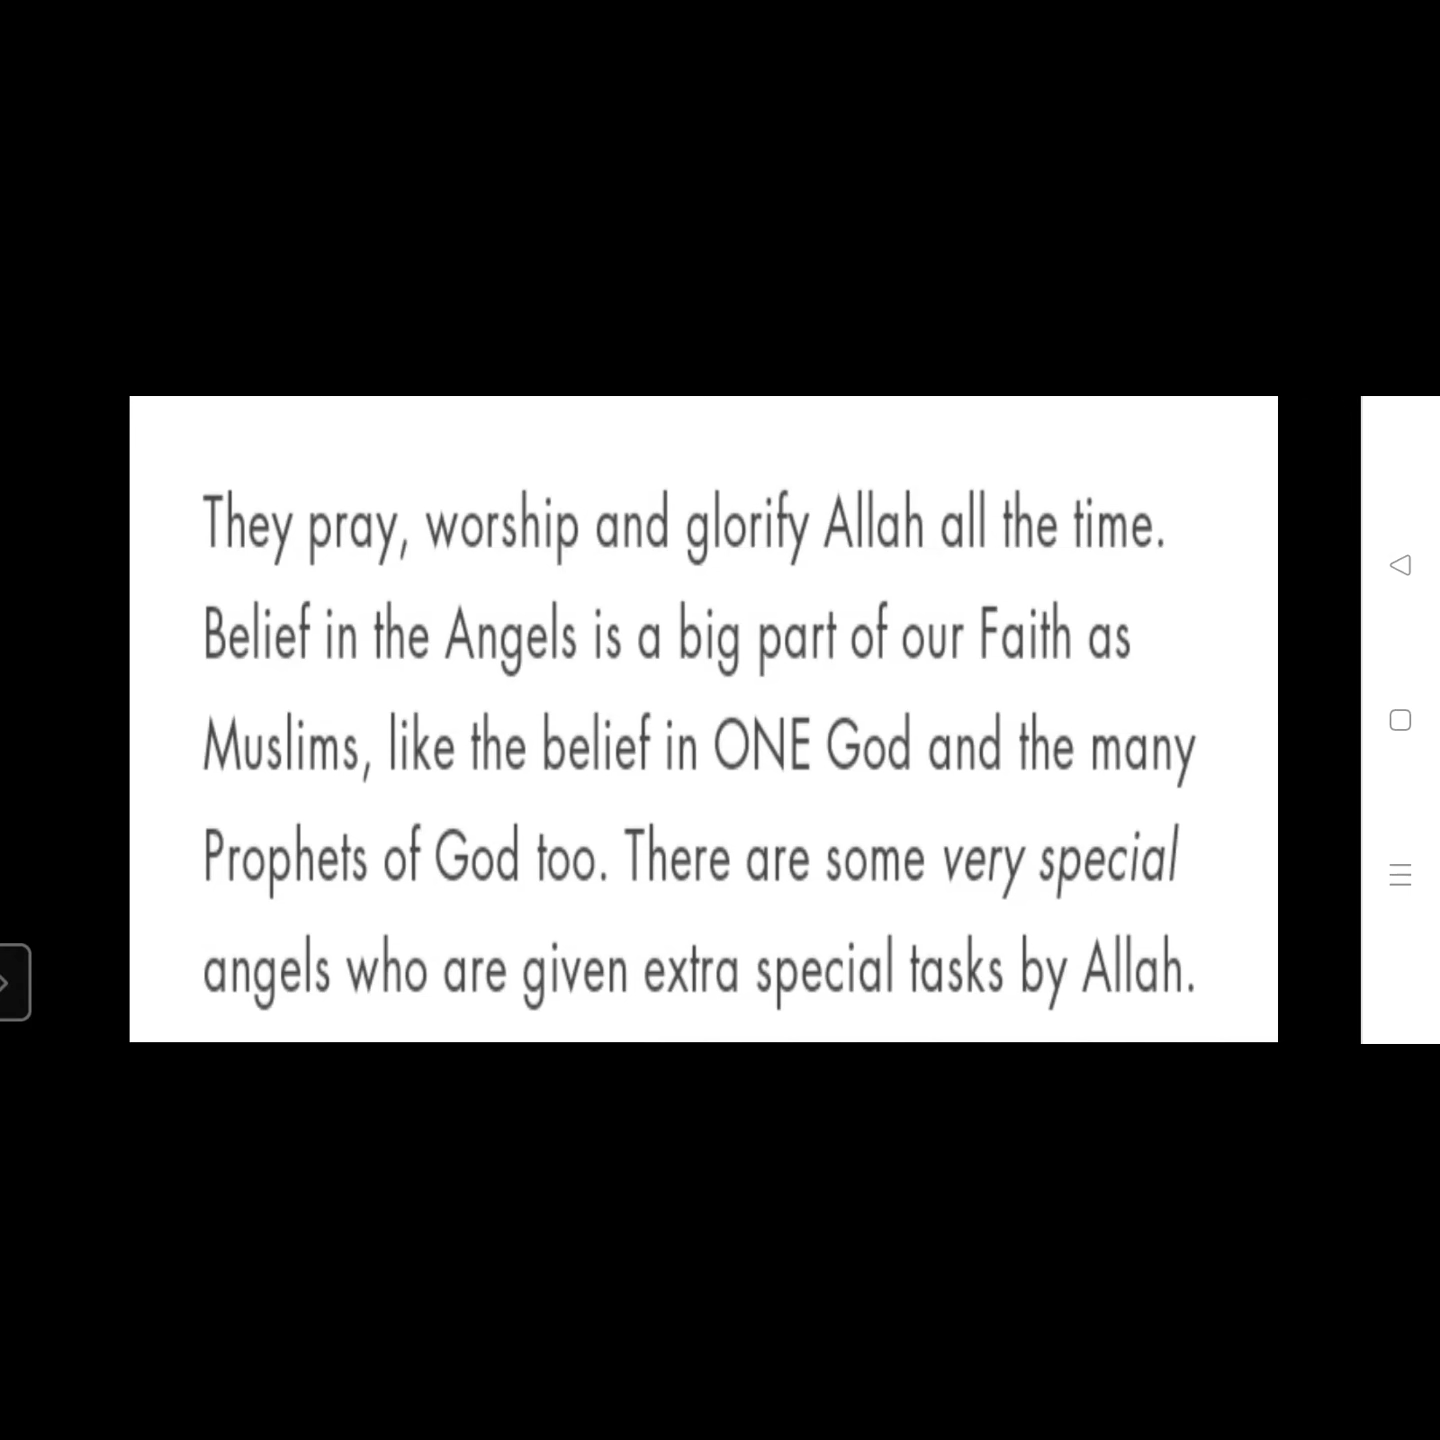 They pray, worship and glorify Allah all the time.
Belief in the Angels is a big part of our Faith as
Muslims, like the belief in ONE God and the many
Prophets of God too. There are some very special
angels who are given extra special tasks by Allah.